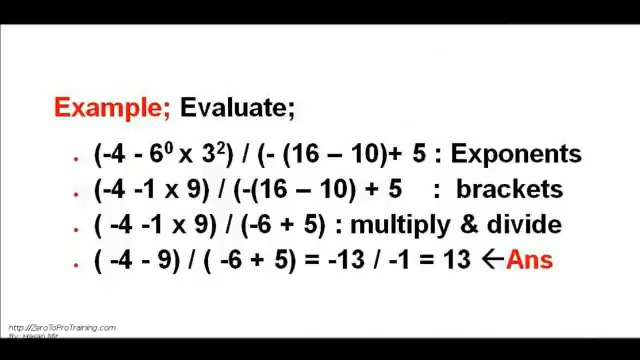 Example; Evaluate;
• (-4 - 6⁰ x 3²) / (- (16 – 10)+ 5 : Exponents
• (-4 -1 x 9) / (-(16 – 10) + 5 : brackets
• ( -4 -1 x 9) / (-6 + 5) : multiply & divide
• ( -4 – 9) / ( -6 + 5) = -13 / -1 = 13 ←Ans
http://ZeroToProTraining.com
By: Hasan Mir